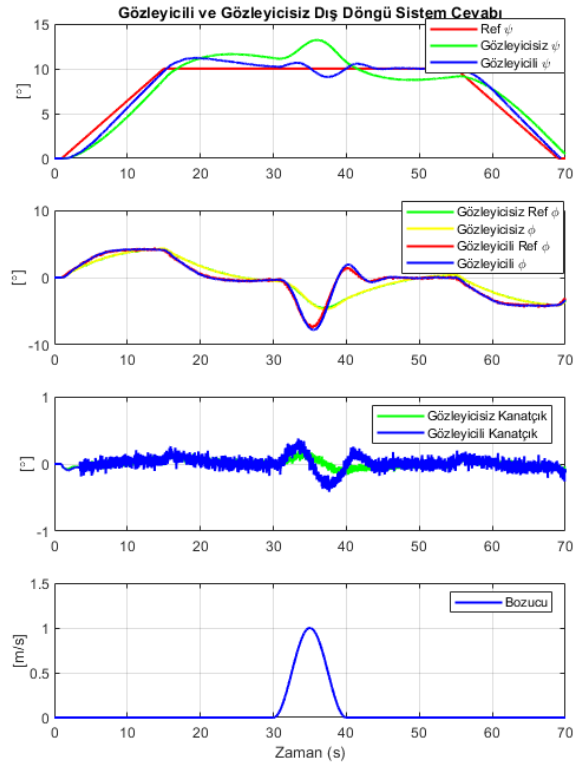 Gözleyicili ve Gözleyicisiz Dış Döngü Sistem Cevabı
15
10
5
0
[°]
Ref ψ
Gözleyicisiz ψ
Gözleyicili ψ
0 10 20 30 40 50 60 70
10
0
-10
[°]
Gözleyicisiz Ref ϕ
Gözleyicisiz ϕ
Gözleyicili Ref ϕ
Gözleyicili ϕ
0 10 20 30 40 50 60 70
1
0
-1
[°]
Gözleyicisiz Kanatçık
Gözleyicili Kanatçık
0 10 20 30 40 50 60 70
1.5
1
0.5
0
[m/s]
Bozucu
0 10 20 30 40 50 60 70
Zaman (s)